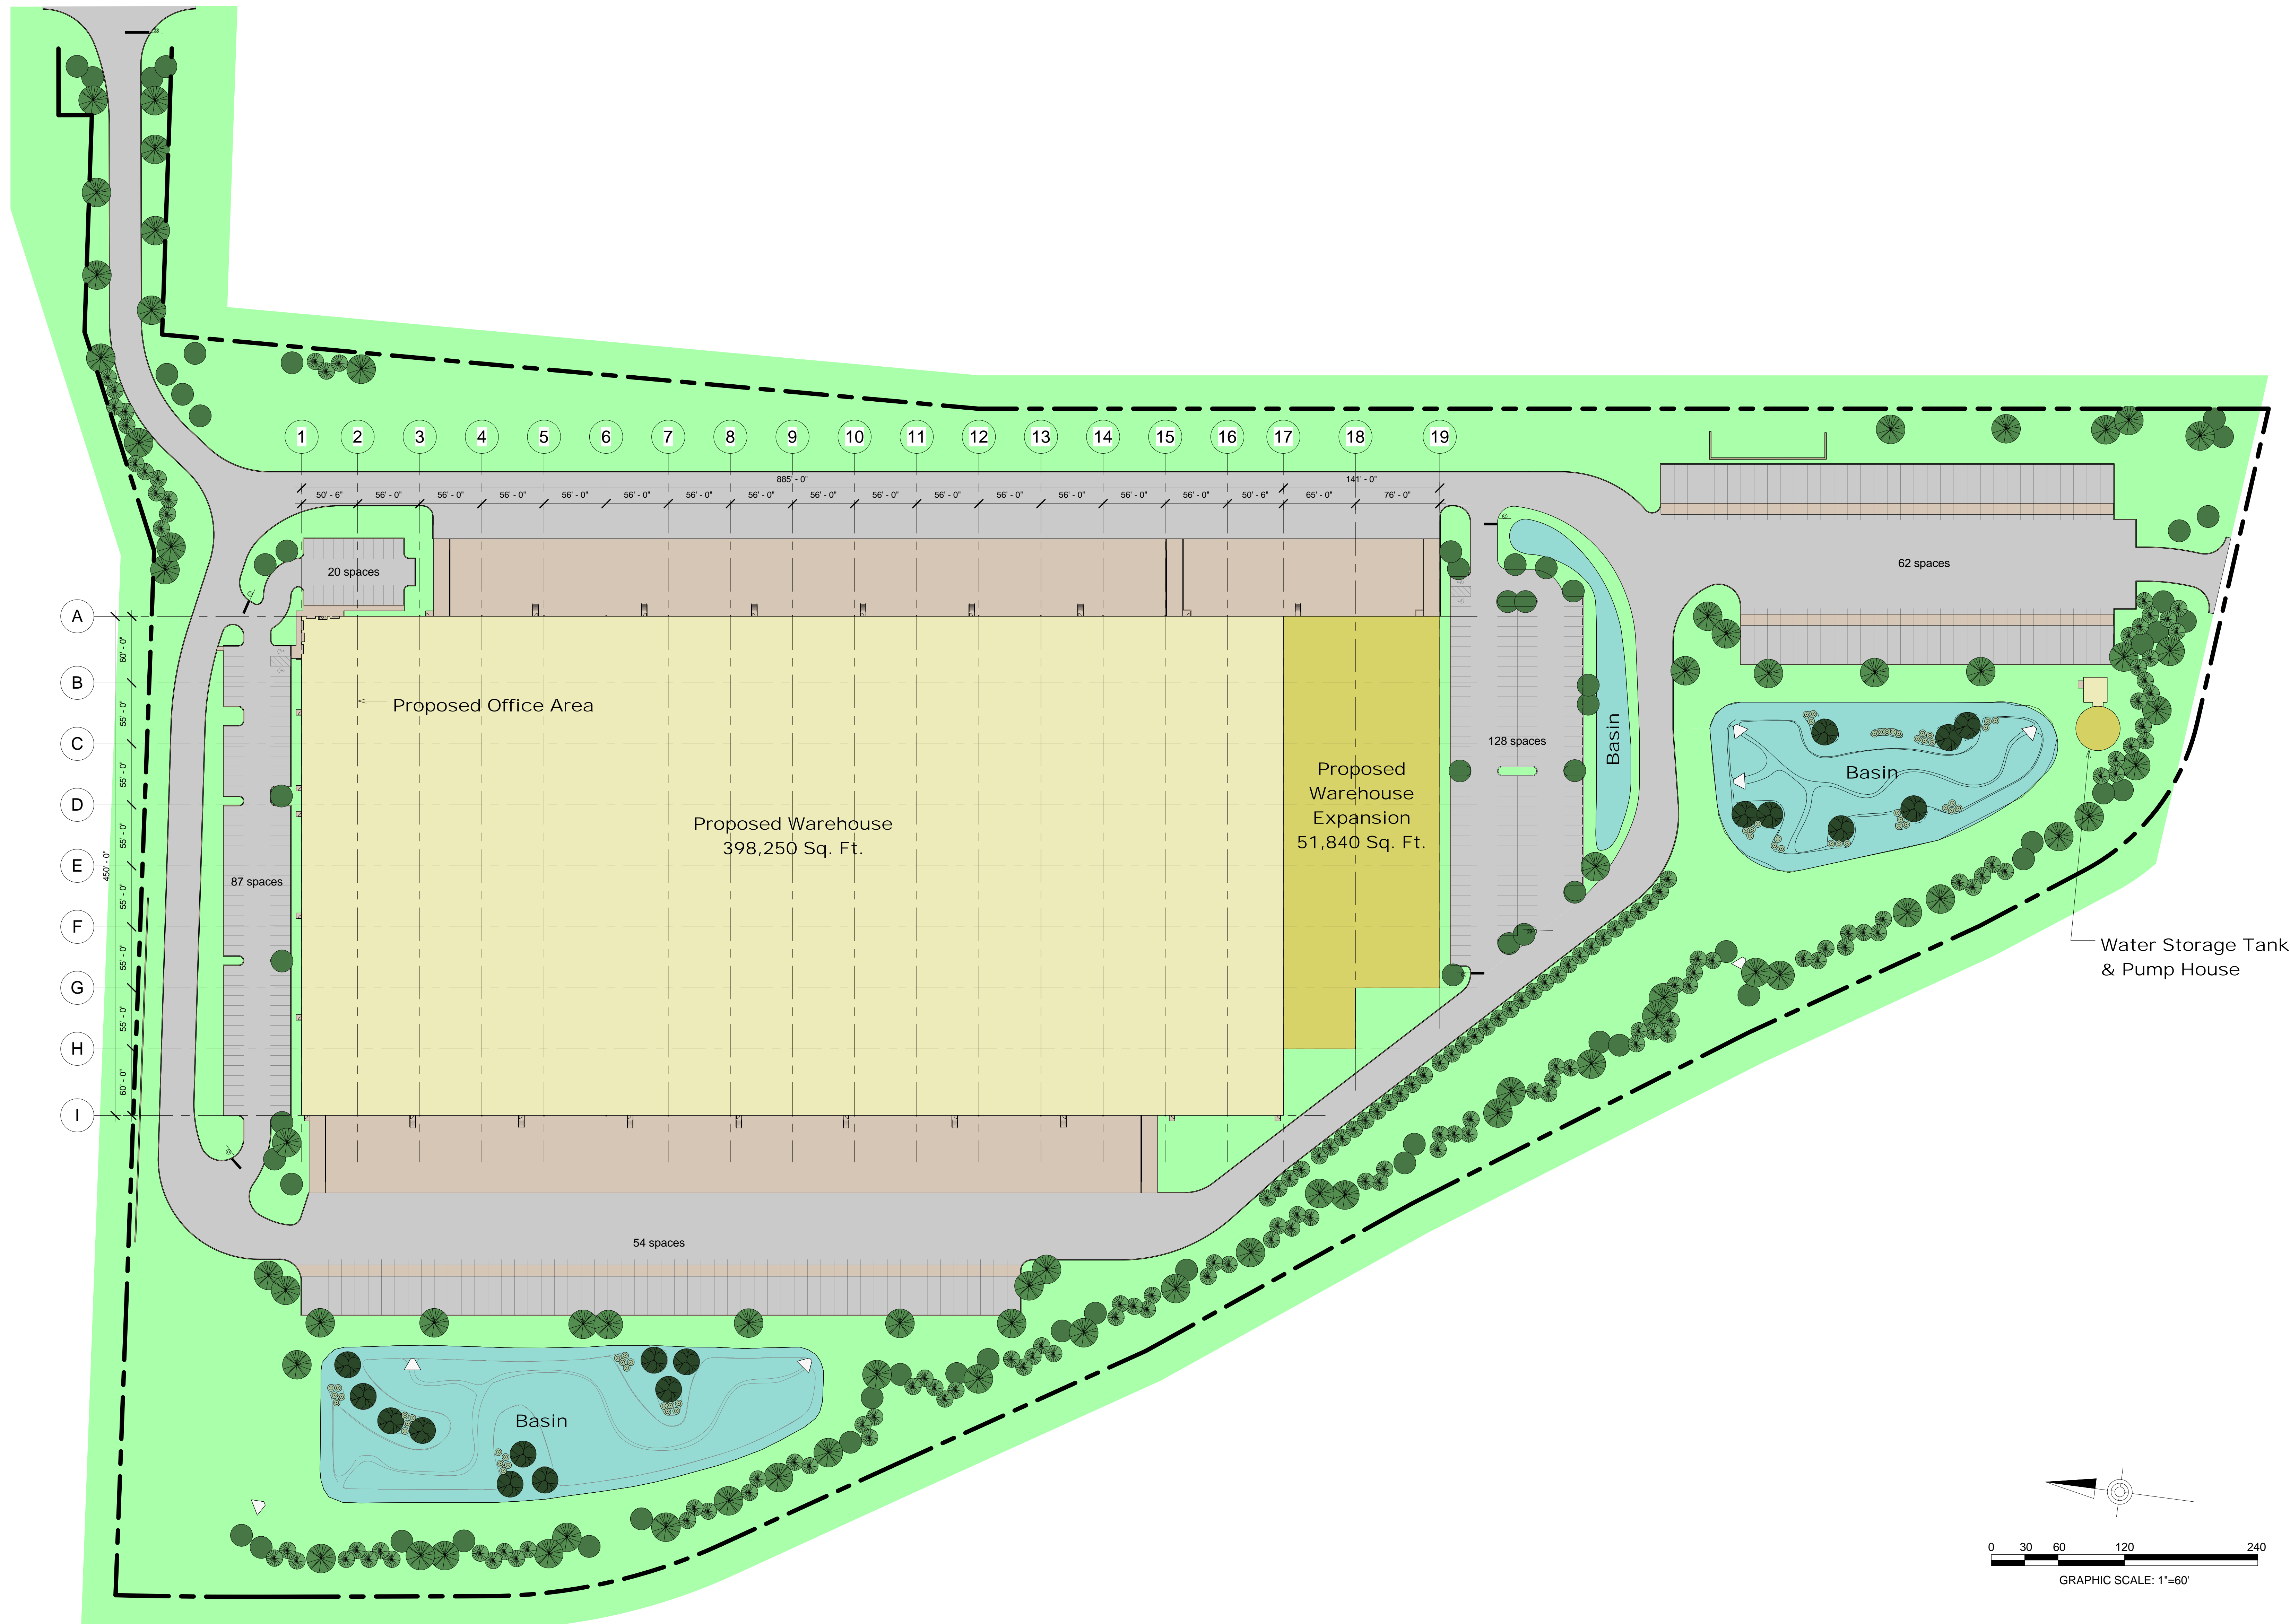 1 2 3 4 5 6 7 8 9 10 11 12 13 14 15 16 17 18 19
885' - 0" 141' - 0"
50' - 6" 56' - 0" 56' - 0" 56' - 0" 56' - 0" 56' - 0" 56' - 0" 56' - 0" 56' - 0" 56' - 0" 56' - 0" 56' - 0" 56' - 0" 56' - 0" 56' - 0" 50' - 6" 65' - 0" 76' - 0"
A
B
C
D
E
F
G
H
I
60' - 0"
55' - 0"
55' - 0"
55' - 0"
55' - 0"
55' - 0"
55' - 0"
60' - 0"
450' - 0"
20 spaces
62 spaces
Proposed Office Area
87 spaces
Proposed Warehouse
398,250 Sq. Ft.
Proposed
Warehouse
Expansion
51,840 Sq. Ft.
128 spaces
Basin
Basin
Water Storage Tank
& Pump House
54 spaces
Basin
0 30 60 120 240
GRAPHIC SCALE: 1"=60'